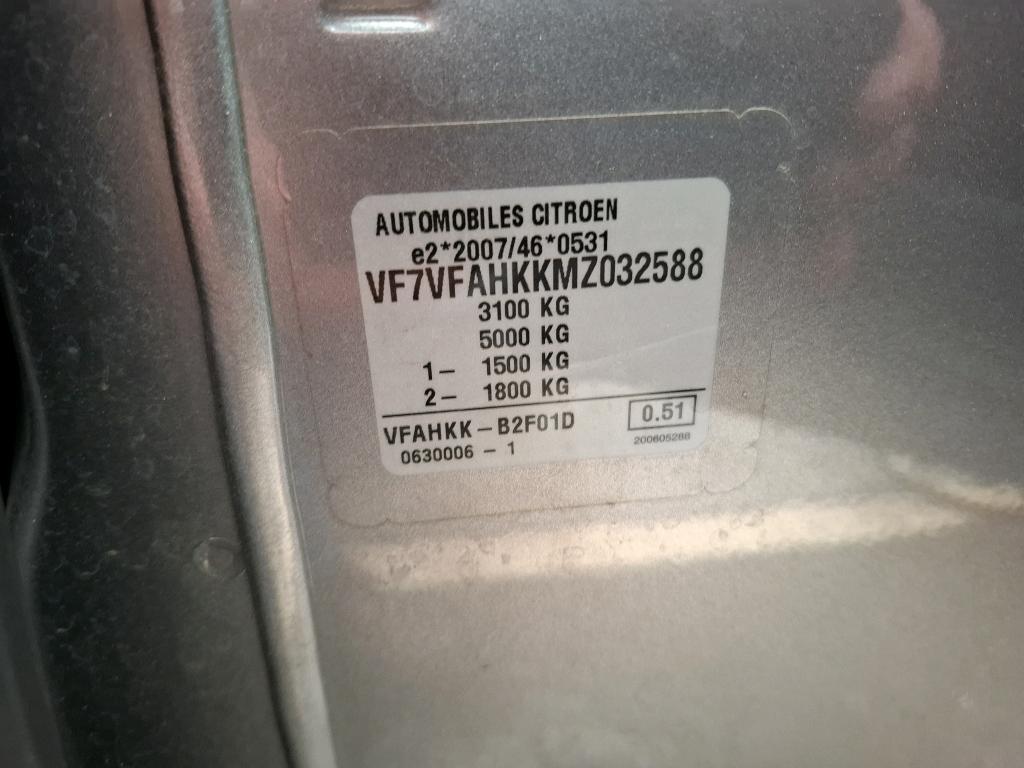 AUTOMOBILES CITROEN
e2*2007/46*0531
VF7VFAHKKMZ032588
3100 KG
5000 KG
1- 1500 KG
2- 1800 KG
VFAHKK-B2F01D 0.51
0630006 - 1 200605288